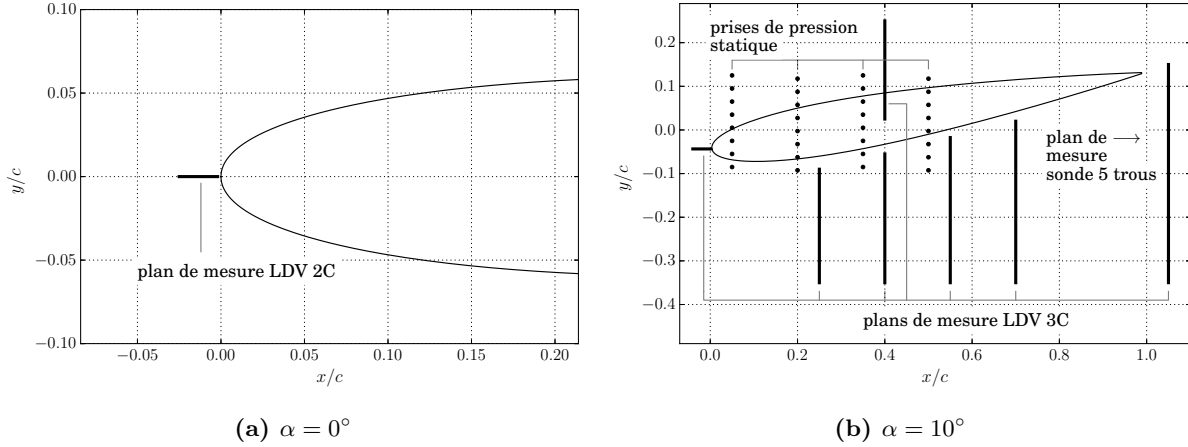 0.10
0.05
0.00
−0.05
−0.10
y/c
−0.05
0.00
0.05
0.10
0.15
0.20
x/c
plan de mesure LDV 2C
(a) α = 0°
0.2
0.1
0.0
−0.1
−0.2
−0.3
−0.4
y/c
0.0
0.2
0.4
0.6
0.8
1.0
x/c
prises de pression
statique
plan de →
mesure
sonde 5 trous
plans de mesure LDV 3C
(b) α = 10°